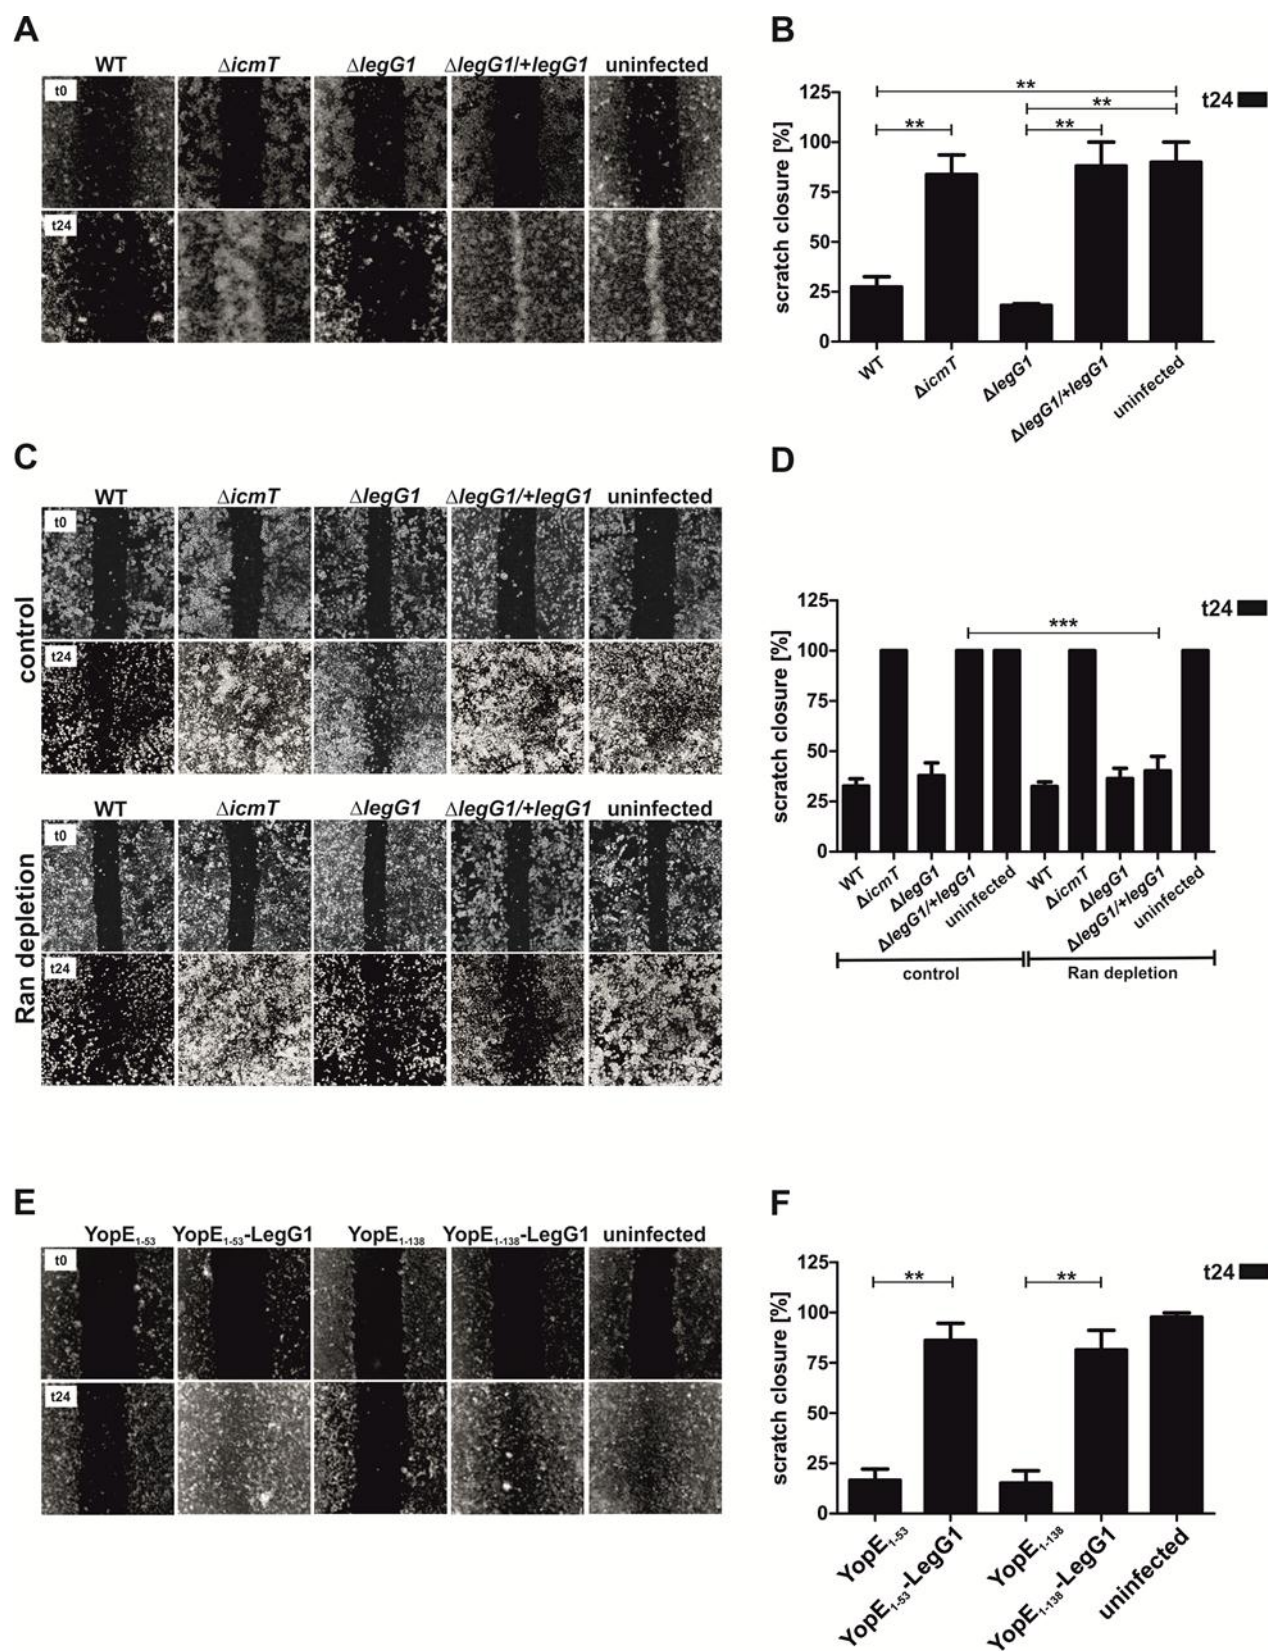 A
WT ΔicmT ΔlegG1 ΔlegG1/+legG1 uninfected
t0
t24
B
t24
** ** ** **
scratch closure [%]
125
100
75
50
25
0
WT ΔicmT ΔlegG1 ΔlegG1/+legG1 uninfected
C
WT ΔicmT ΔlegG1 ΔlegG1/+legG1 uninfected
control
t0
t24
WT ΔicmT ΔlegG1 ΔlegG1/+legG1 uninfected
Ran depletion
t0
t24
D
t24
***
scratch closure [%]
125
100
75
50
25
0
WT ΔicmT ΔlegG1 ΔlegG1/+legG1 uninfected WT ΔicmT ΔlegG1 ΔlegG1/+legG1 uninfected
control Ran depletion
E
YopE₁₋₅₃ YopE₁₋₅₃-LegG1 YopE₁₋₁₃₈ YopE₁₋₁₃₈-LegG1 uninfected
t0
t24
F
t24
** **
scratch closure [%]
125
100
75
50
25
0
YopE₁₋₅₃ YopE₁₋₅₃-LegG1 YopE₁₋₁₃₈ YopE₁₋₁₃₈-LegG1 uninfected